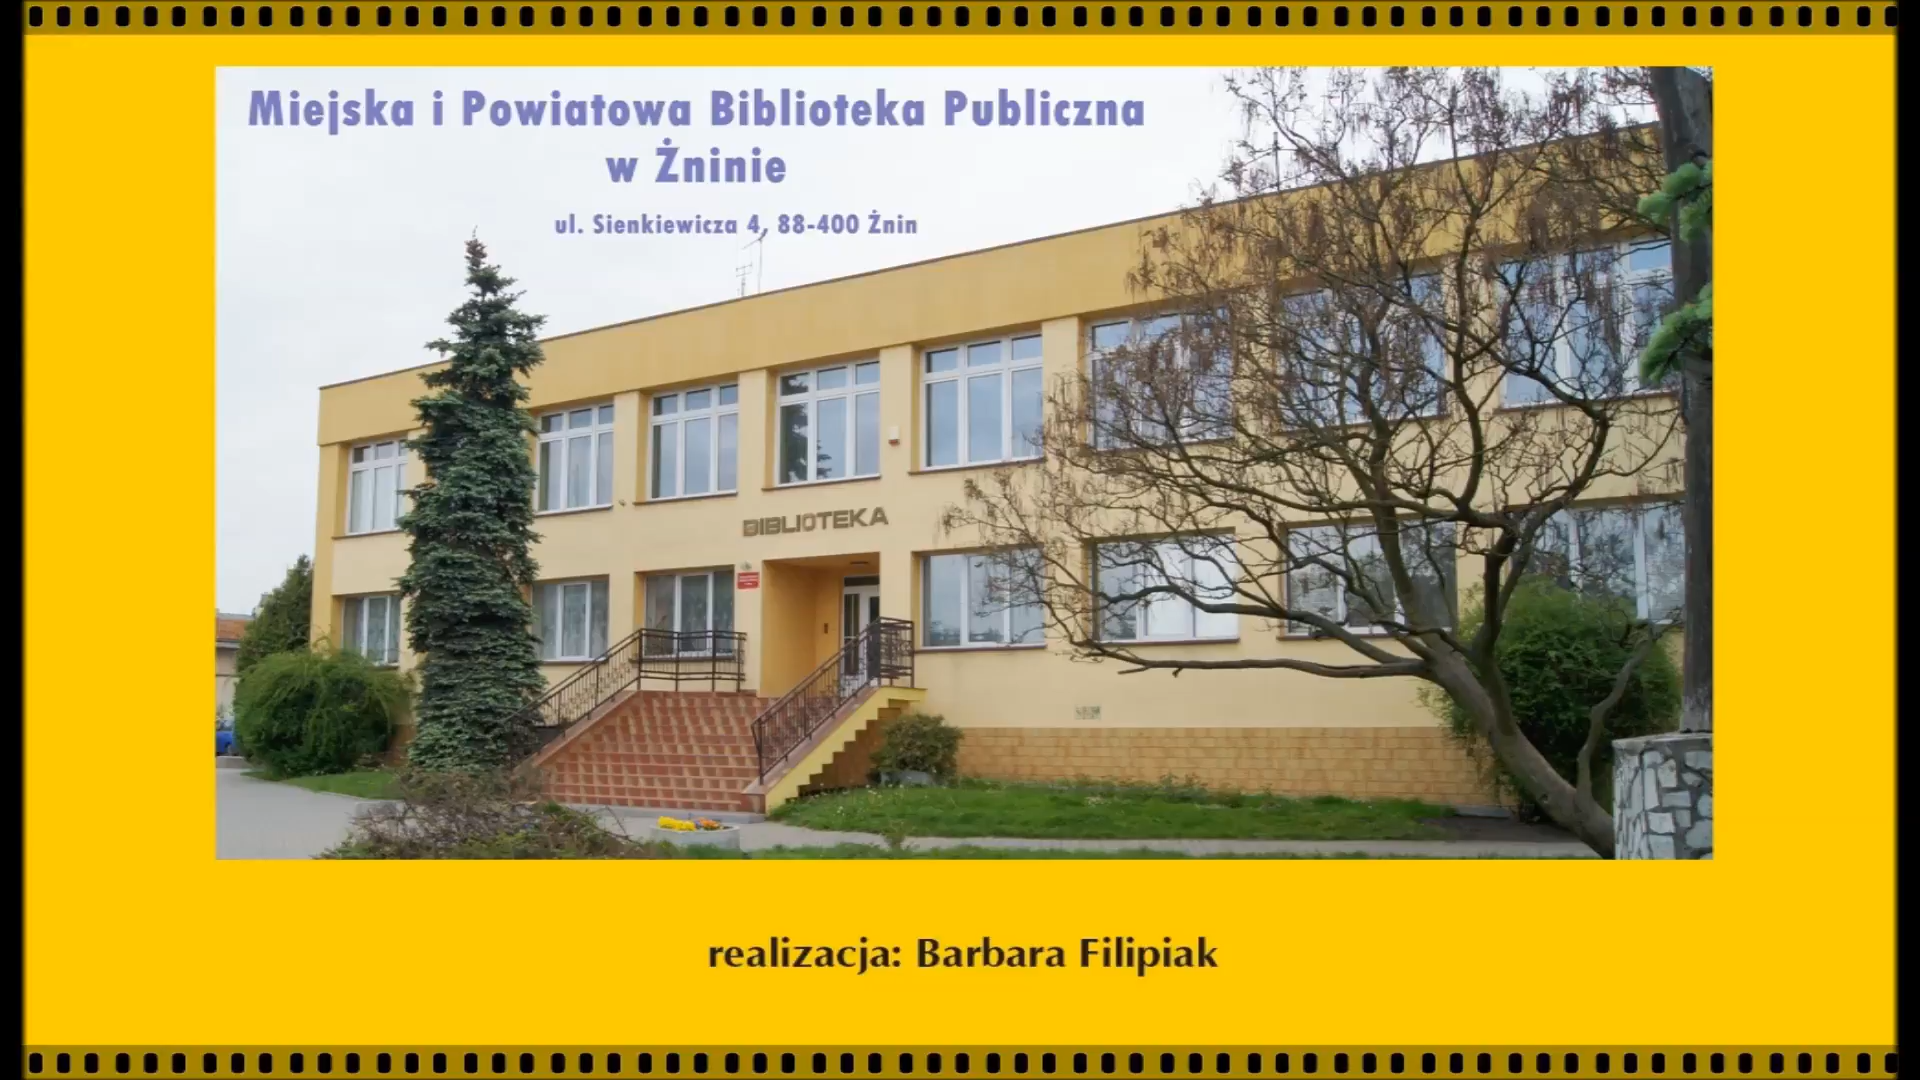 Miejska i Powiatowa Biblioteka Publiczna
w Żninie
ul. Sienkiewicza 4, 88-400 Żnin
BIBLIOTEKA
realizacja: Barbara Filipiak